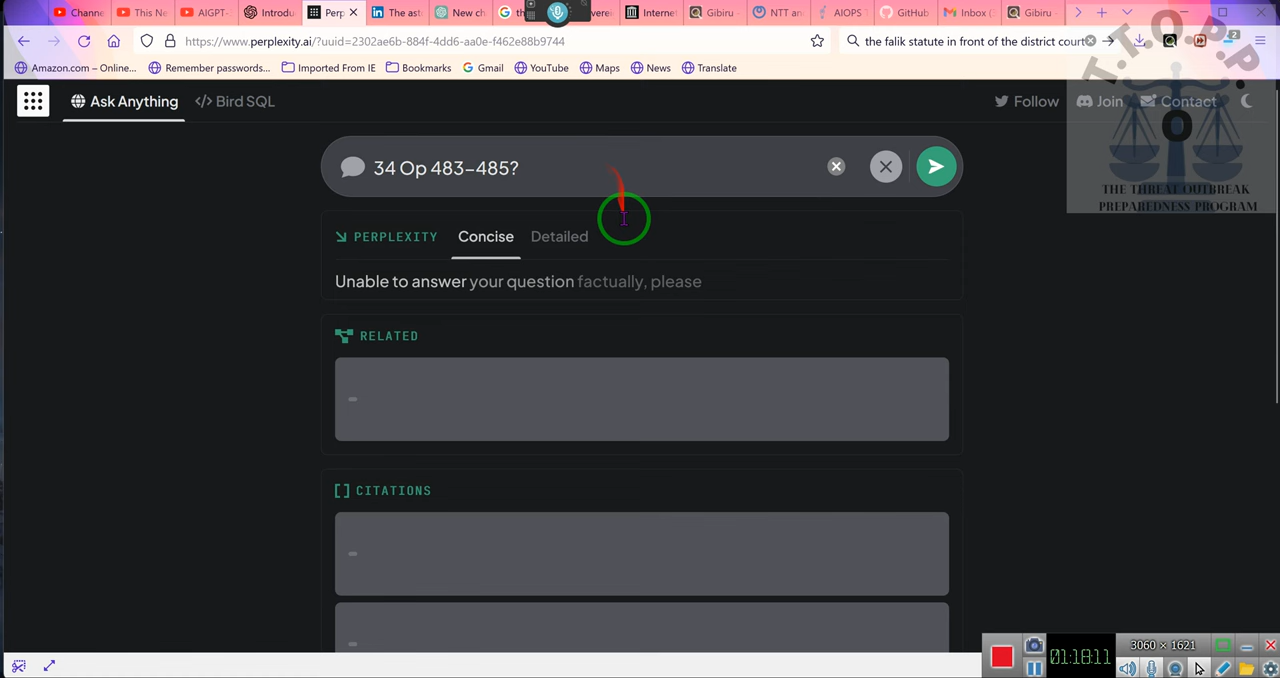 Channe
This Ne
AIGPT-
Introdu
Perp
The ast
New ch
th
vere
Interne
Gibiru
NTT an
AIOPS T
GitHub
Inbox (
Gibiru
https://www.perplexity.ai/?uuid=2302ae6b-884f-4dd6-aa0e-f462e88b9744
the falik statute in front of the district court
2
Amazon.com – Online...
Remember passwords...
Imported From IE
Bookmarks
Gmail
YouTube
Maps
News
Translate
T.T.O.P.P.
Ask Anything
</> Bird SQL
Follow
Join
Contact
34 Op 483-485?
THE THREAT OUTBREAK
PREPAREDNESS PROGRAM
PERPLEXITY
Concise
Detailed
Unable to answer your question factually, please
RELATED
[] CITATIONS
3060 × 1621
01:18:11